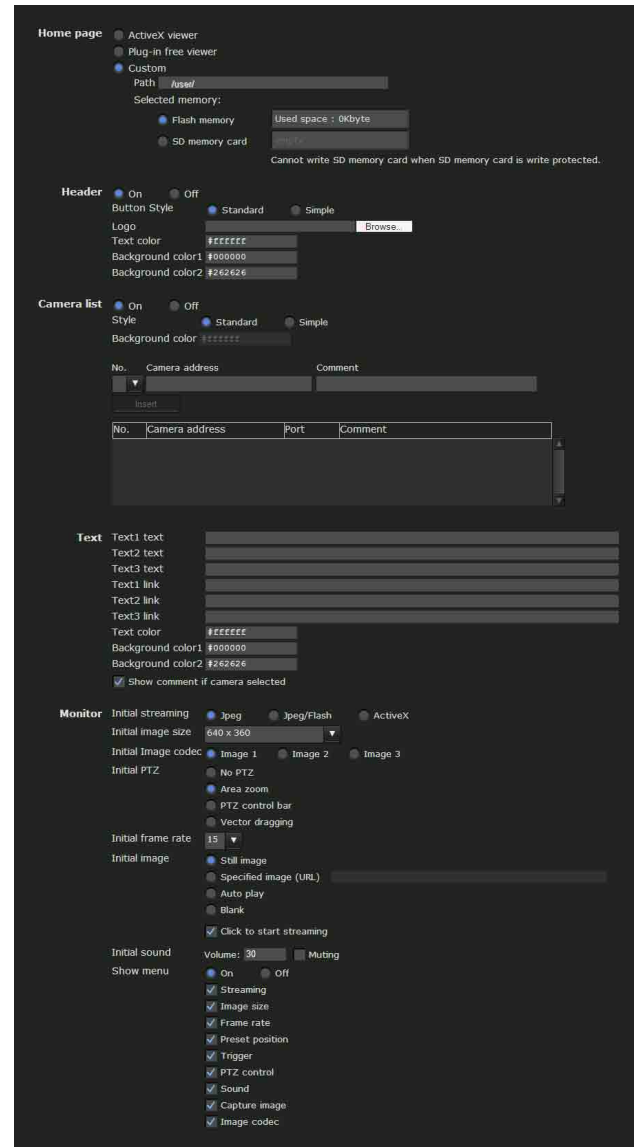 Home page ActiveX viewer
Plug-in free viewer
Custom
Path /user/
Selected memory:
Flash memory Used space : 0Kbyte
SD memory card
Cannot write SD memory card when SD memory card is write protected.
Header On Off
Button Style Standard Simple
Logo Browse...
Text color #ffffff
Background color1 #000000
Background color2 #262626
Camera list On Off
Style Standard Simple
Background color #ffffff
No. Camera address Comment
Insert
No. Camera address Port Comment
Text Text1 text
Text2 text
Text3 text
Text1 link
Text2 link
Text3 link
Text color #ffffff
Background color1 #000000
Background color2 #262626
Show comment if camera selected
Monitor Initial streaming Jpeg Jpeg/Flash ActiveX
Initial image size 640 x 360
Initial Image codec Image 1 Image 2 Image 3
Initial PTZ No PTZ
Area zoom
PTZ control bar
Vector dragging
Initial frame rate 15
Initial image Still image
Specified image (URL)
Auto play
Blank
Click to start streaming
Initial sound Volume: 30 Muting
Show menu On Off
Streaming
Image size
Frame rate
Preset position
Trigger
PTZ control
Sound
Capture image
Image codec